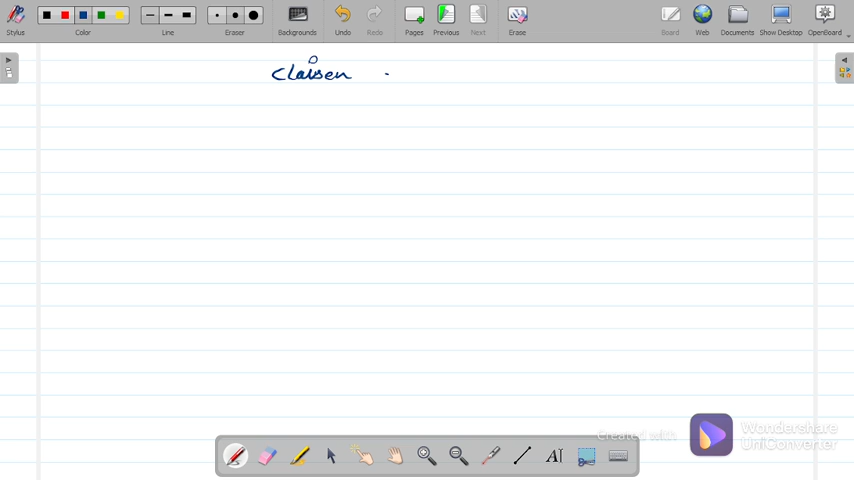 Stylus
Color
Line
Eraser
Backgrounds
Undo
Redo
Pages
Previous
Next
Erase
Board
Web
Documents
Show Desktop
OpenBoard
Claisen
Created with
Wondershare
UniConverter